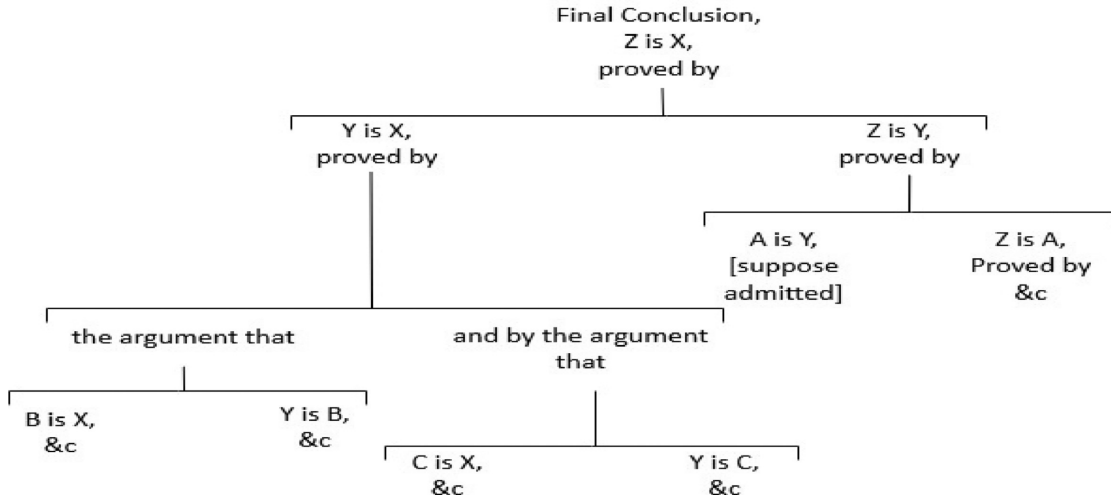 Final Conclusion,
Z is X,
proved by
Y is X,
proved by
Z is Y,
proved by
A is Y,
[suppose
admitted]
Z is A,
Proved by
&c
the argument that
and by the argument
that
B is X,
&c
Y is B,
&c
C is X,
&c
Y is C,
&c